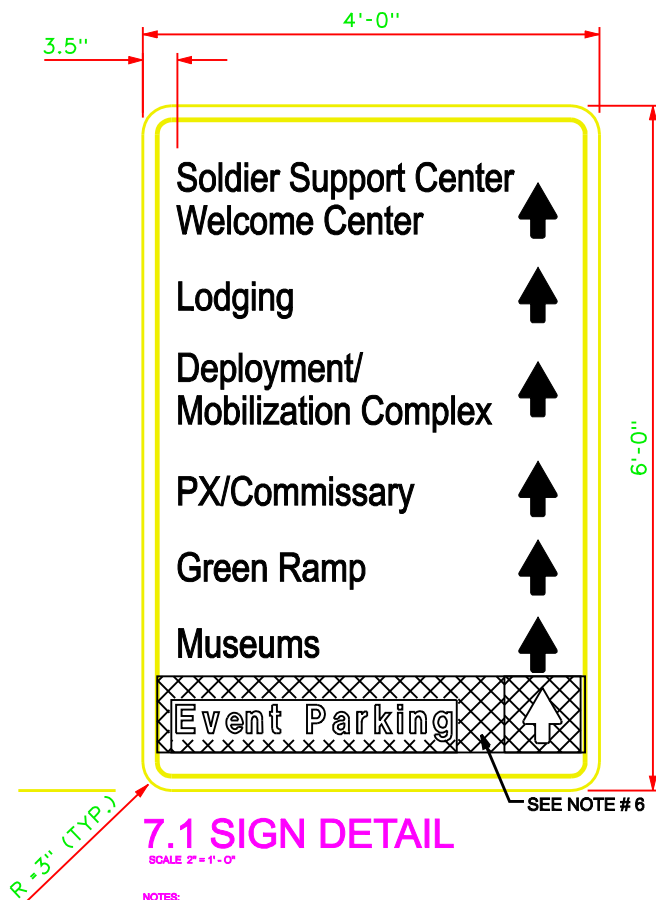 4'-0"
3.5"
Soldier Support Center
Welcome Center
Lodging
Deployment/
Mobilization Complex
6'-0"
PX/Commissary
Green Ramp
Museums
Event Parking
SEE NOTE # 6
R =3" (TYP.)
7.1 SIGN DETAIL
SCALE 2" = 1' - 0"
NOTES: